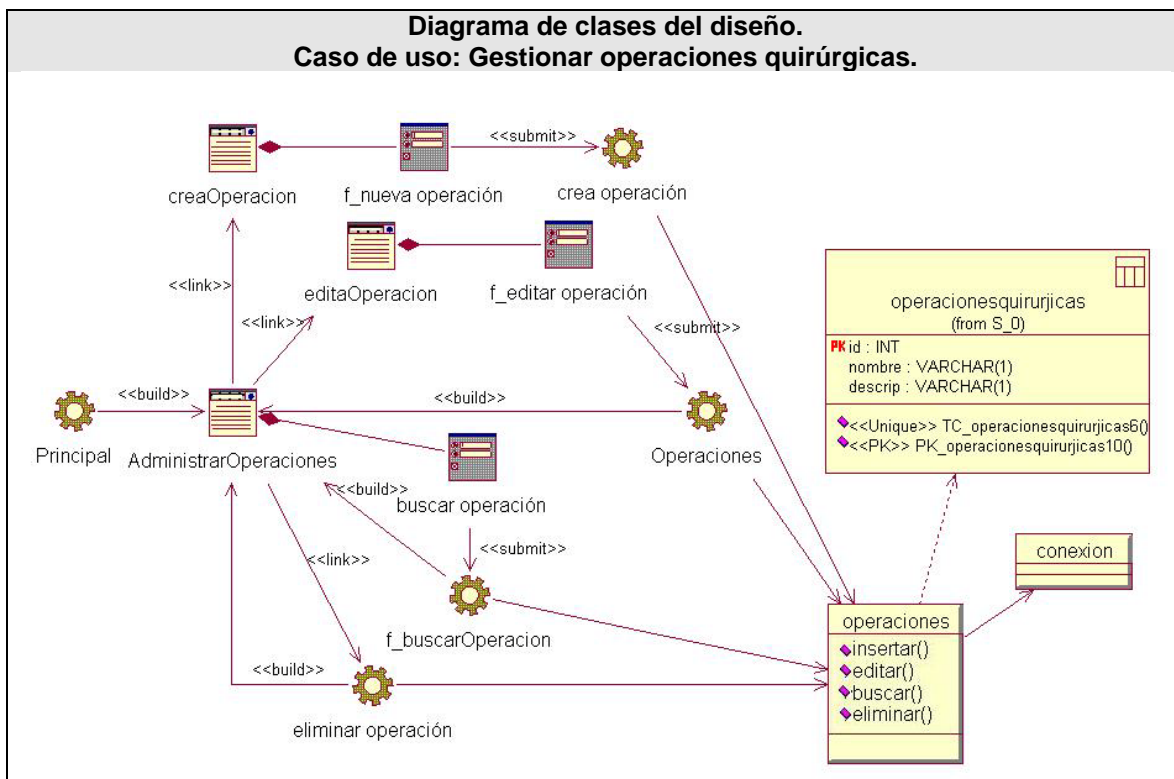 Diagrama de clases del diseño.
Caso de uso: Gestionar operaciones quirúrgicas.
<<submit>>
creaOperacion
f_nueva operación
crea operación
<<link>>
editaOperacion
f_editar operación
<<link>>
<<submit>>
operacionesquirurjicas
(from S_0)
PK id : INT
nombre : VARCHAR(1)
descrip : VARCHAR(1)
<<Unique>> TC_operacionesquirurjicas6()
<<PK>> PK_operacionesquirurjicas10()
<<build>>
<<build>>
Principal
AdministrarOperaciones
Operaciones
<<build>>
buscar operación
<<link>>
<<submit>>
conexion
f_buscarOperacion
operaciones
insertar()
editar()
buscar()
eliminar()
<<build>>
eliminar operación